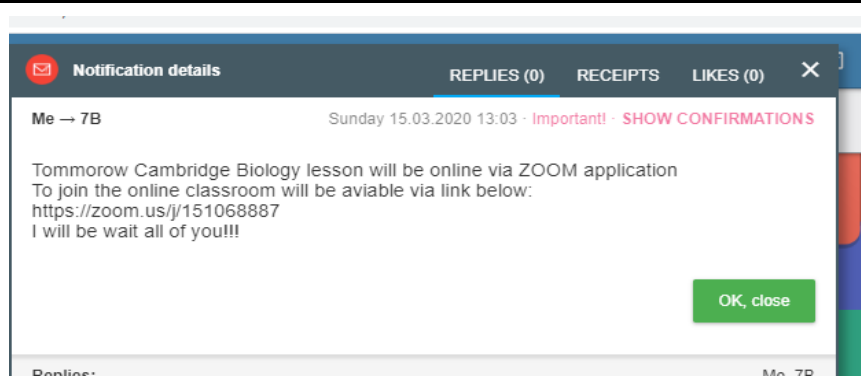 Notification details
REPLIES (0) RECEIPTS LIKES (0)
Me → 7B
Sunday 15.03.2020 13:03 · Important! · SHOW CONFIRMATIONS
Tommorow Cambridge Biology lesson will be online via ZOOM application
To join the online classroom will be aviable via link below:
https://zoom.us/j/151068887
I will be wait all of you!!!
OK, close
Replies:
Me, 7B